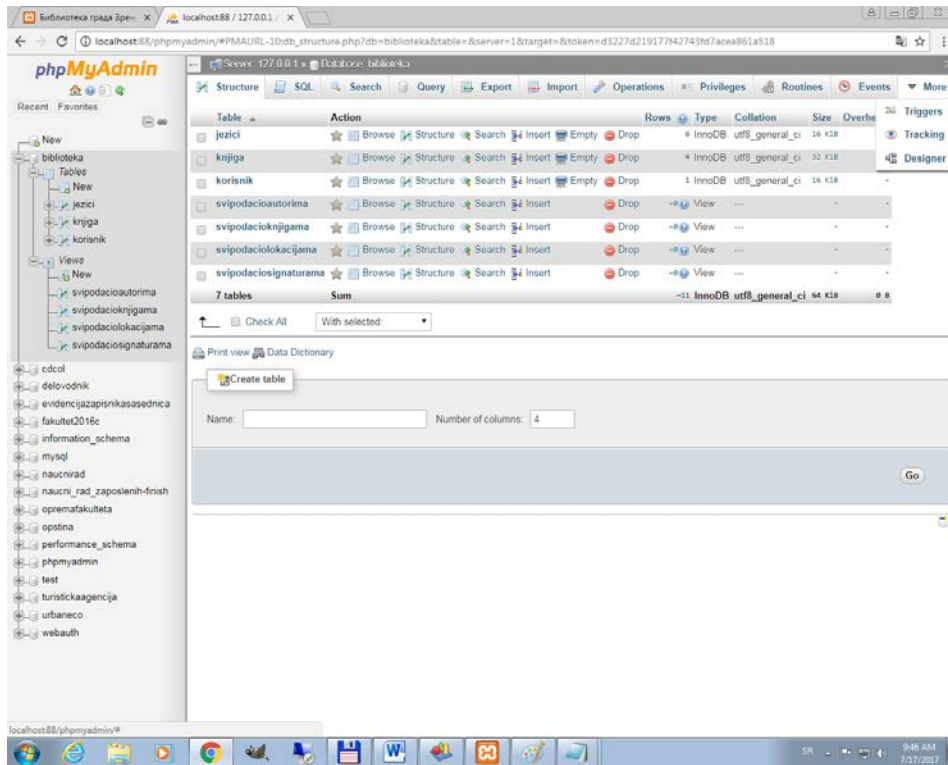 Библиотека града Зрен
localhost:88 / 127.0.0.1 /
localhost:88/phpmyadmin/#PMAURL-10:db_structure.php?db=biblioteka&table=&server=1&target=&token=d3227d219177f42743fd7acea861a518
phpMyAdmin
Recent Favorites
New
biblioteka
Tables
New
jezici
knjiga
korisnik
Views
New
svipodacioautorima
svipodacioknjigama
svipodaciolokacijama
svipodaciosignaturama
cdcol
delovodnik
evidencijazapisnikasasednica
fakultet2016c
information_schema
mysql
naucnirad
naucni_rad_zaposlenih-finish
opremafakulteta
opstina
performance_schema
phpmyadmin
test
turistickaagencija
urbaneco
webauth
Server: 127.0.0.1 » Database: biblioteka
Structure SQL Search Query Export Import Operations Privileges Routines Events More
Triggers
Tracking
Designer
Table Action Rows Type Collation Size Overhe
jezici Browse Structure Search Insert Empty Drop 6 InnoDB utf8_general_ci 16 KiB
knjiga Browse Structure Search Insert Empty Drop 4 InnoDB utf8_general_ci 32 KiB
korisnik Browse Structure Search Insert Empty Drop 1 InnoDB utf8_general_ci 16 KiB -
svipodacioautorima Browse Structure Search Insert Drop ~0 View --- - -
svipodacioknjigama Browse Structure Search Insert Drop ~0 View --- - -
svipodaciolokacijama Browse Structure Search Insert Drop ~0 View --- - -
svipodaciosignaturama Browse Structure Search Insert Drop ~0 View --- - -
7 tables Sum ~11 InnoDB utf8_general_ci 64 KiB 0 B
Check All With selected:
Print view Data Dictionary
Create table
Name: Number of columns: 4
Go
localhost:88/phpmyadmin/#
SR 9:46 AM
7/17/2017